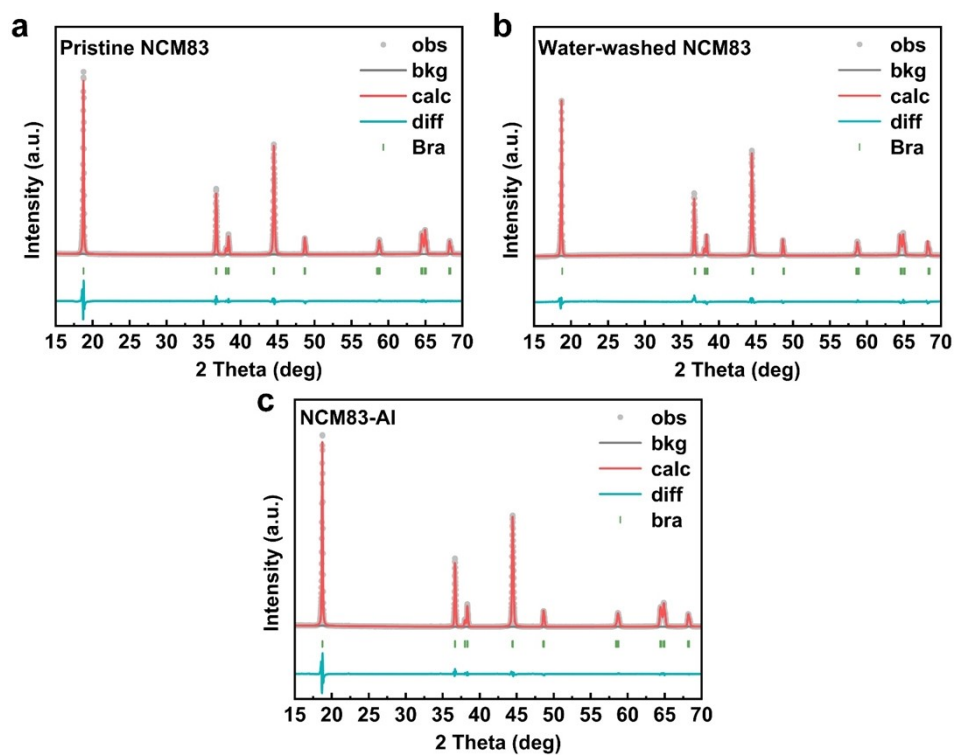 a
Pristine NCM83
obs
bkg
calc
diff
Bra
Intensity (a.u.)
15 20 25 30 35 40 45 50 55 60 65 70
2 Theta (deg)
b
Water-washed NCM83
obs
bkg
calc
diff
Bra
Intensity (a.u.)
15 20 25 30 35 40 45 50 55 60 65 70
2 Theta (deg)
c
NCM83-Al
obs
bkg
calc
diff
bra
Intensity (a.u.)
15 20 25 30 35 40 45 50 55 60 65 70
2 Theta (deg)